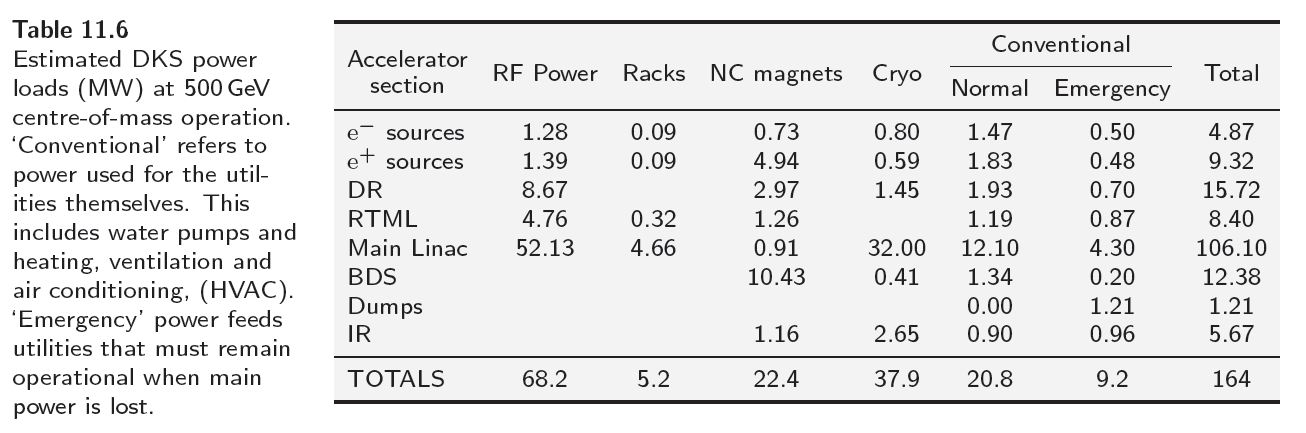 Table 11.6
Estimated DKS power
loads (MW) at 500 GeV
centre-of-mass operation.
‘Conventional’ refers to
power used for the util-
ities themselves. This
includes water pumps and
heating, ventilation and
air conditioning, (HVAC).
‘Emergency’ power feeds
utilities that must remain
operational when main
power is lost.
Accelerator section RF Power Racks NC magnets Cryo Conventional Total
Normal Emergency
e− sources 1.28 0.09 0.73 0.80 1.47 0.50 4.87
e+ sources 1.39 0.09 4.94 0.59 1.83 0.48 9.32
DR 8.67 2.97 1.45 1.93 0.70 15.72
RTML 4.76 0.32 1.26 1.19 0.87 8.40
Main Linac 52.13 4.66 0.91 32.00 12.10 4.30 106.10
BDS 10.43 0.41 1.34 0.20 12.38
Dumps 0.00 1.21 1.21
IR 1.16 2.65 0.90 0.96 5.67
TOTALS 68.2 5.2 22.4 37.9 20.8 9.2 164